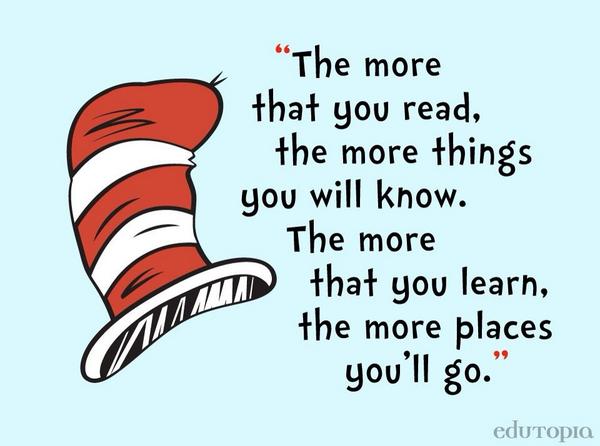 “The more
that you read,
the more things
you will know.
The more
that you learn,
the more places
you’ll go.”
edutopia